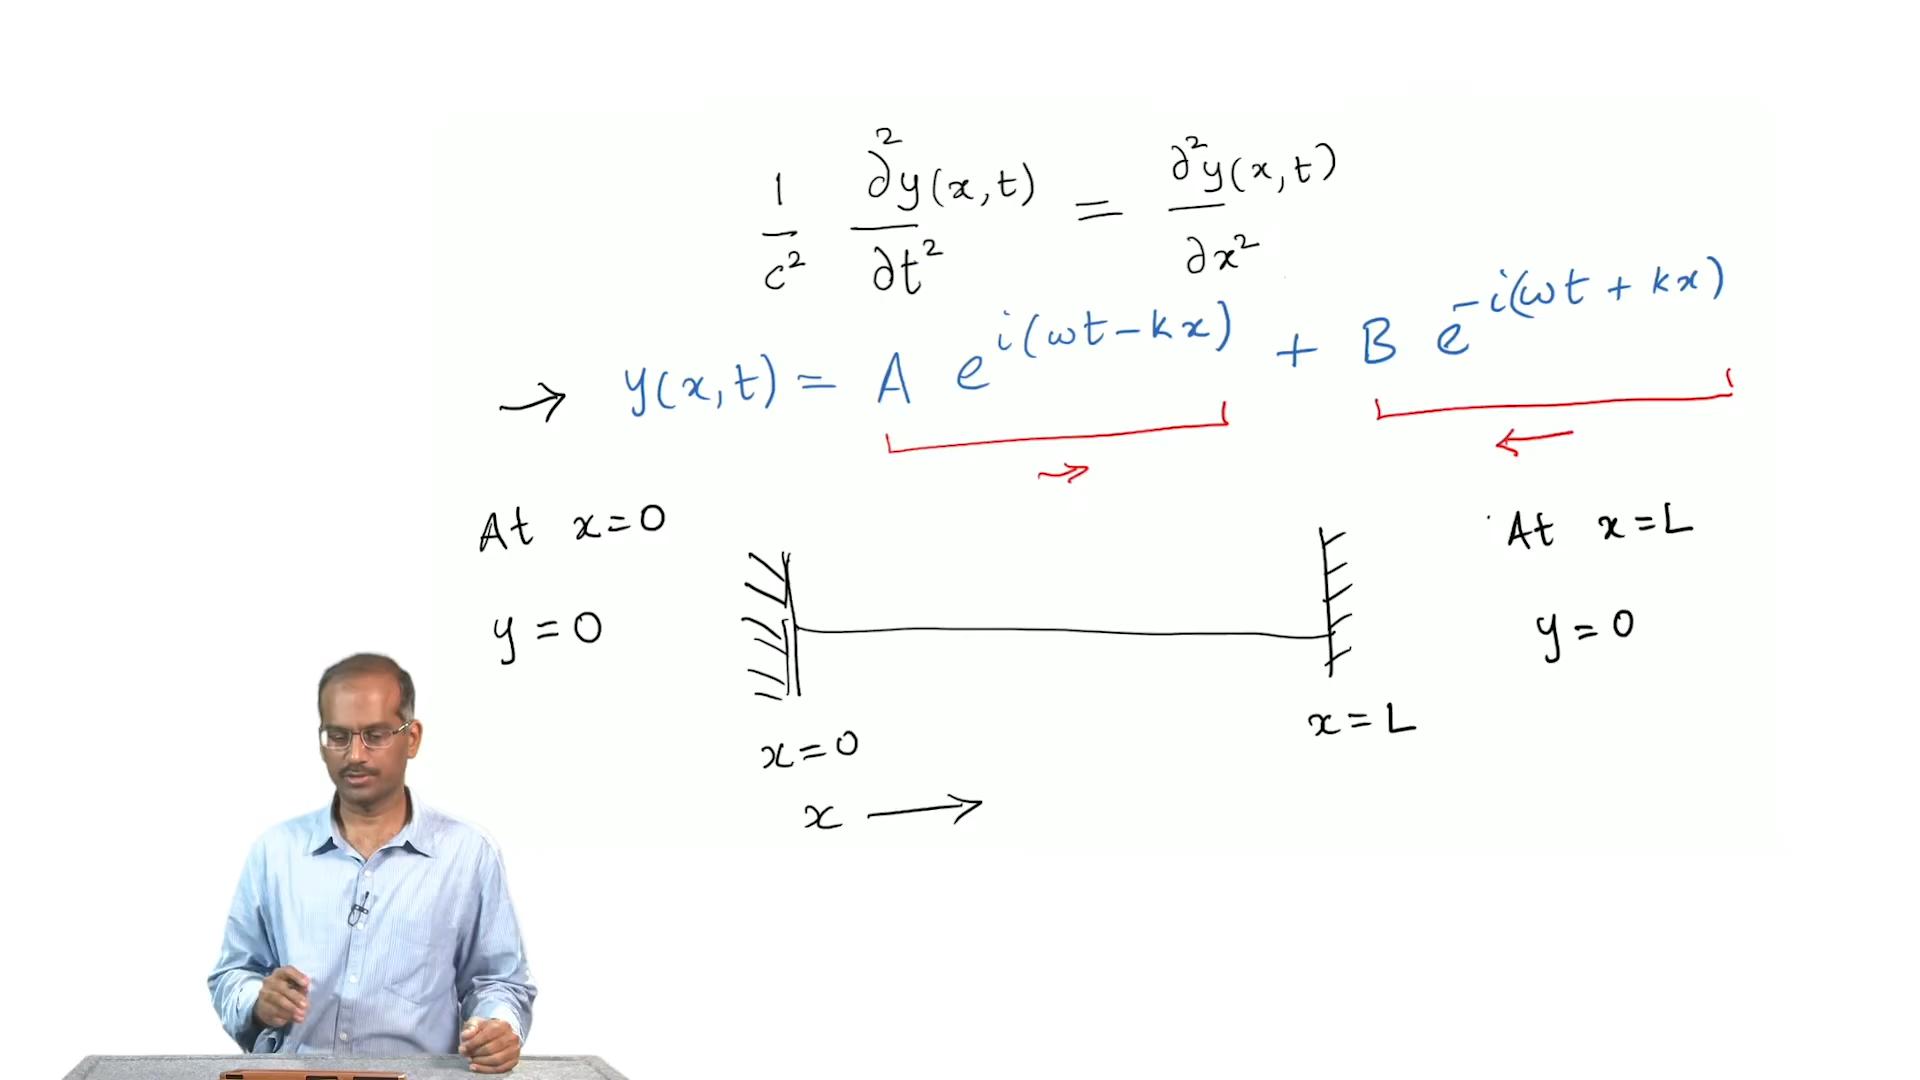 1/c² ∂²y(x,t)/∂t² = ∂²y(x,t)/∂x²
→ y(x,t) = A e^{i(ωt-kx)} + B e^{-i(ωt+kx)}
At x=0
y=0
At x=L
y=0
x=0
x=L
x →